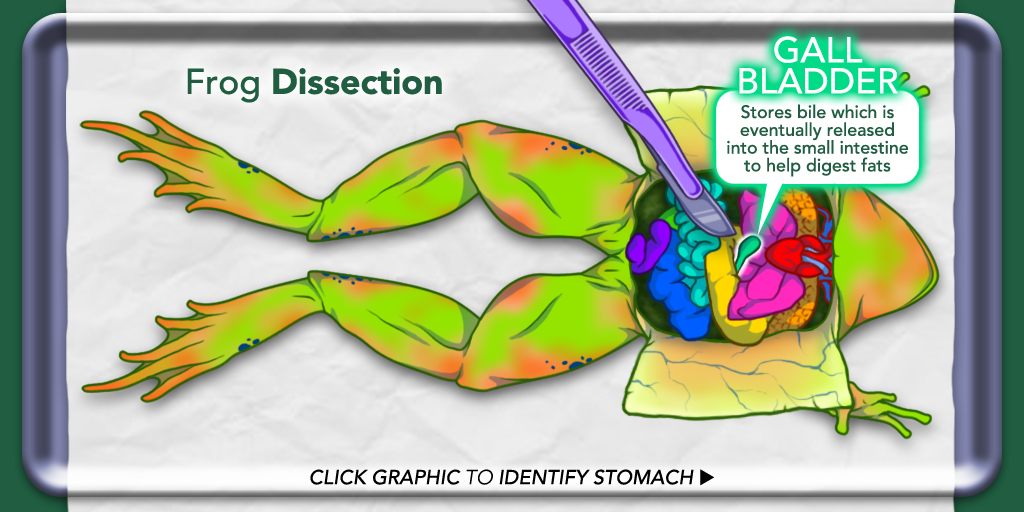 Frog Dissection
GALL
BLADDER
Stores bile which is
eventually released
into the small intestine
to help digest fats
CLICK GRAPHIC TO IDENTIFY STOMACH ▶